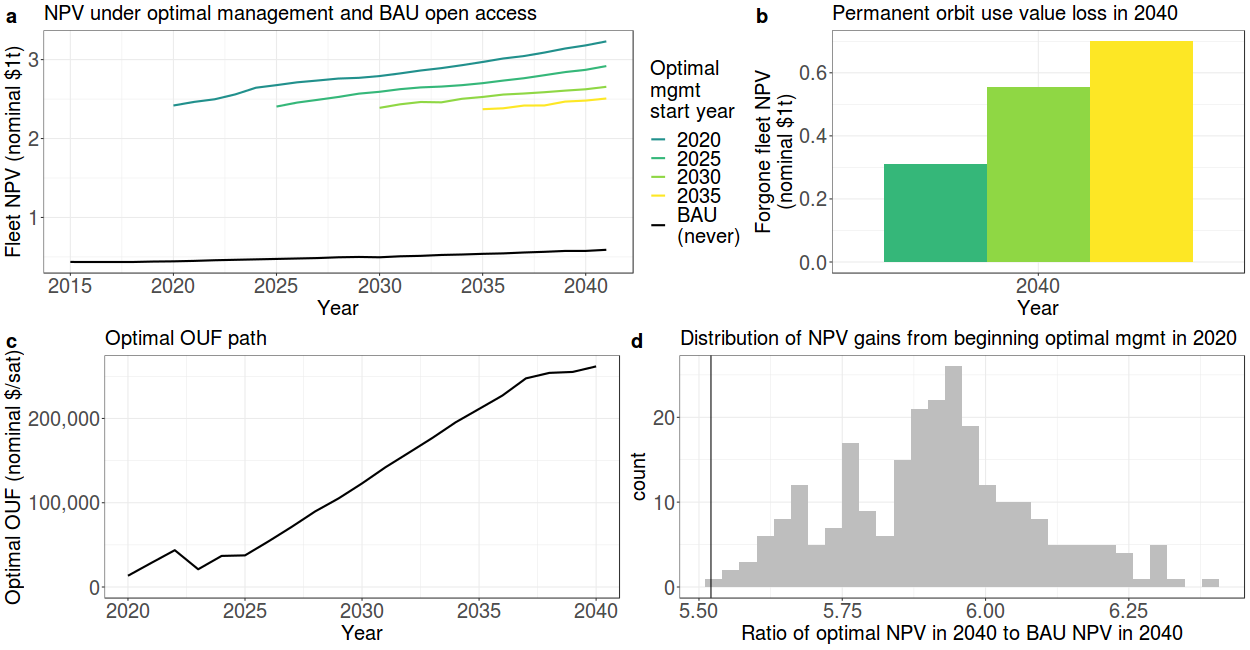 a
NPV under optimal management and BAU open access
Fleet NPV (nominal $1t)
3
2
1
2015
2020
2025
2030
2035
2040
Year
Optimal
mgmt
start year
2020
2025
2030
2035
BAU
(never)
b
Permanent orbit use value loss in 2040
Forgone fleet NPV
(nominal $1t)
0.6
0.4
0.2
0.0
2040
Year
c
Optimal OUF path
Optimal OUF (nominal $/sat)
200,000
100,000
0
2020
2025
2030
2035
2040
Year
d
Distribution of NPV gains from beginning optimal mgmt in 2020
count
20
10
0
5.50
5.75
6.00
6.25
Ratio of optimal NPV in 2040 to BAU NPV in 2040